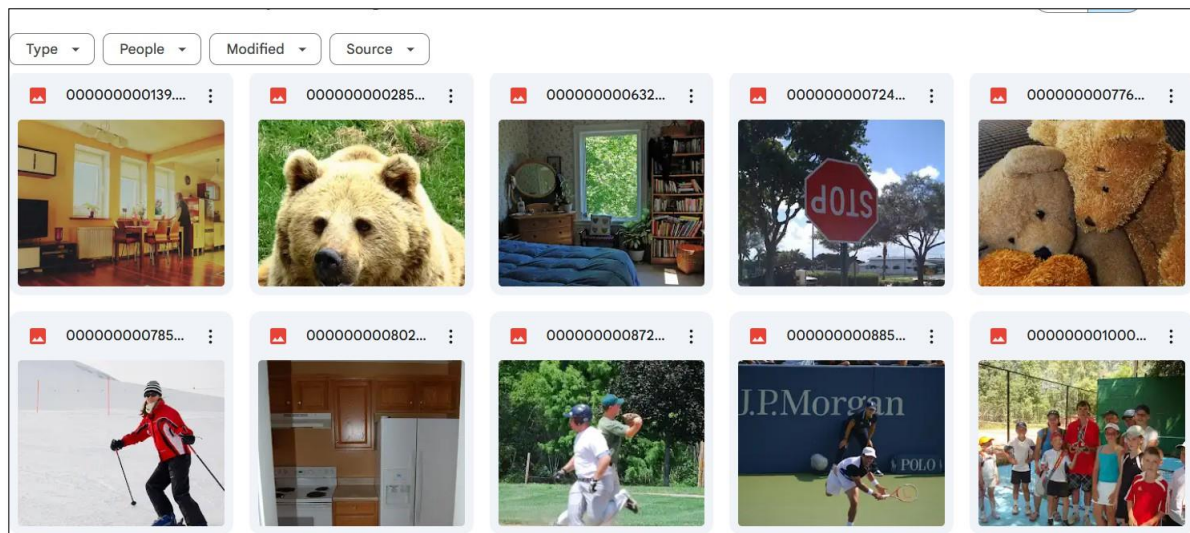 Type People Modified Source
000000000139.... 000000000285... 000000000632... 000000000724... 000000000776...
STOP
000000000785... 000000000802... 000000000872... 000000000885... 000000001000...
J.P.Morgan
POLO